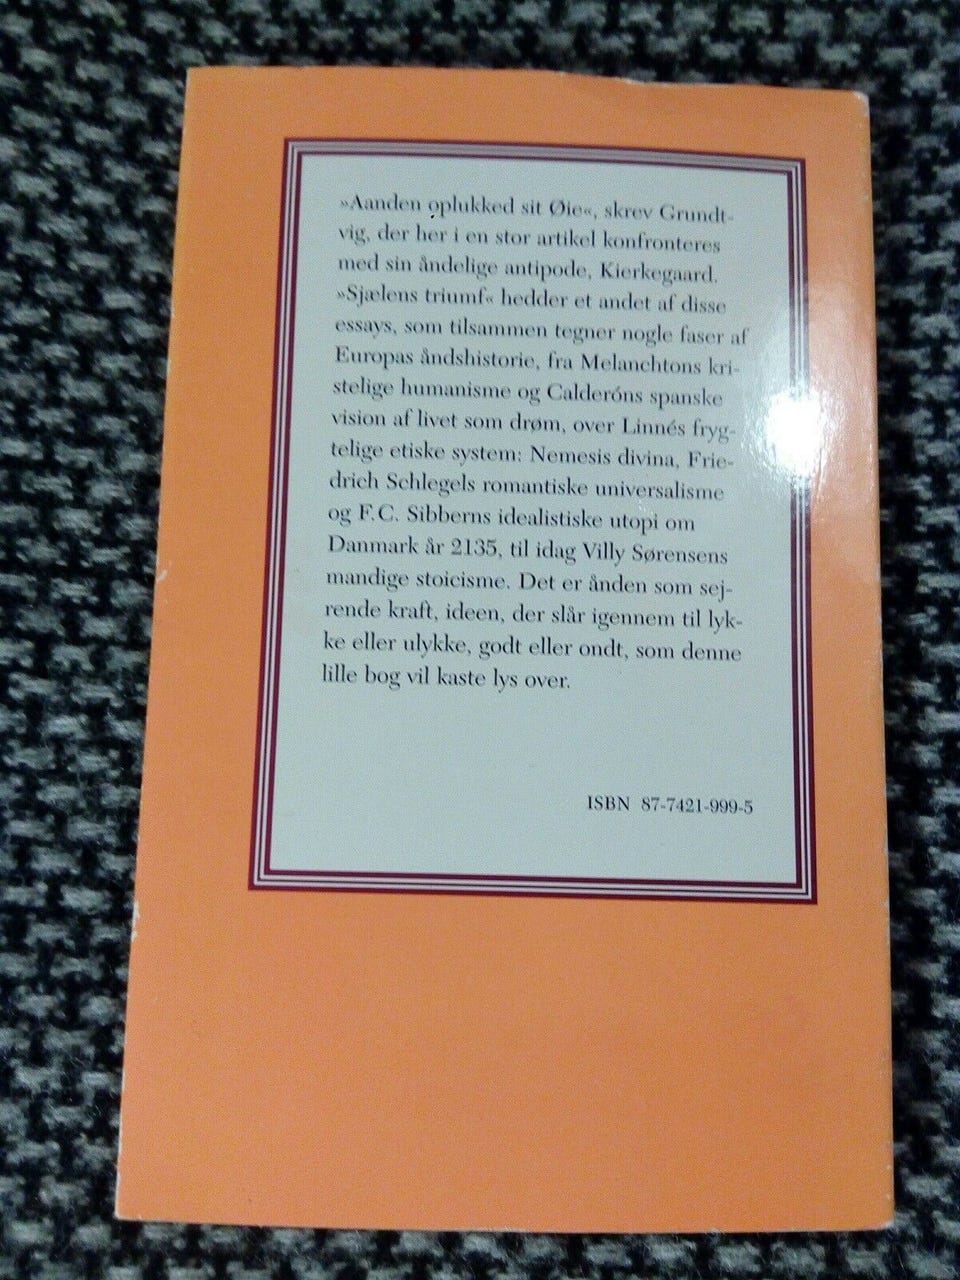 »Aanden oplukked sit Øie«, skrev Grundt-
vig, der her i en stor artikel konfronteres
med sin åndelige antipode, Kierkegaard.
»Sjælens triumf« hedder et andet af disse
essays, som tilsammen tegner nogle faser af
Europas åndshistorie, fra Melanchtons kri-
stelige humanisme og Calderóns spanske
vision af livet som drøm, over Linnés fryg-
telige etiske system: Nemesis divina, Frie-
drich Schlegels romantiske universalisme
og F.C. Sibberns idealistiske utopi om
Danmark år 2135, til idag Villy Sørensens
mandige stoicisme. Det er ånden som sej-
rende kraft, ideen, der slår igennem til lyk-
ke eller ulykke, godt eller ondt, som denne
lille bog vil kaste lys over.
ISBN 87-7421-999-5